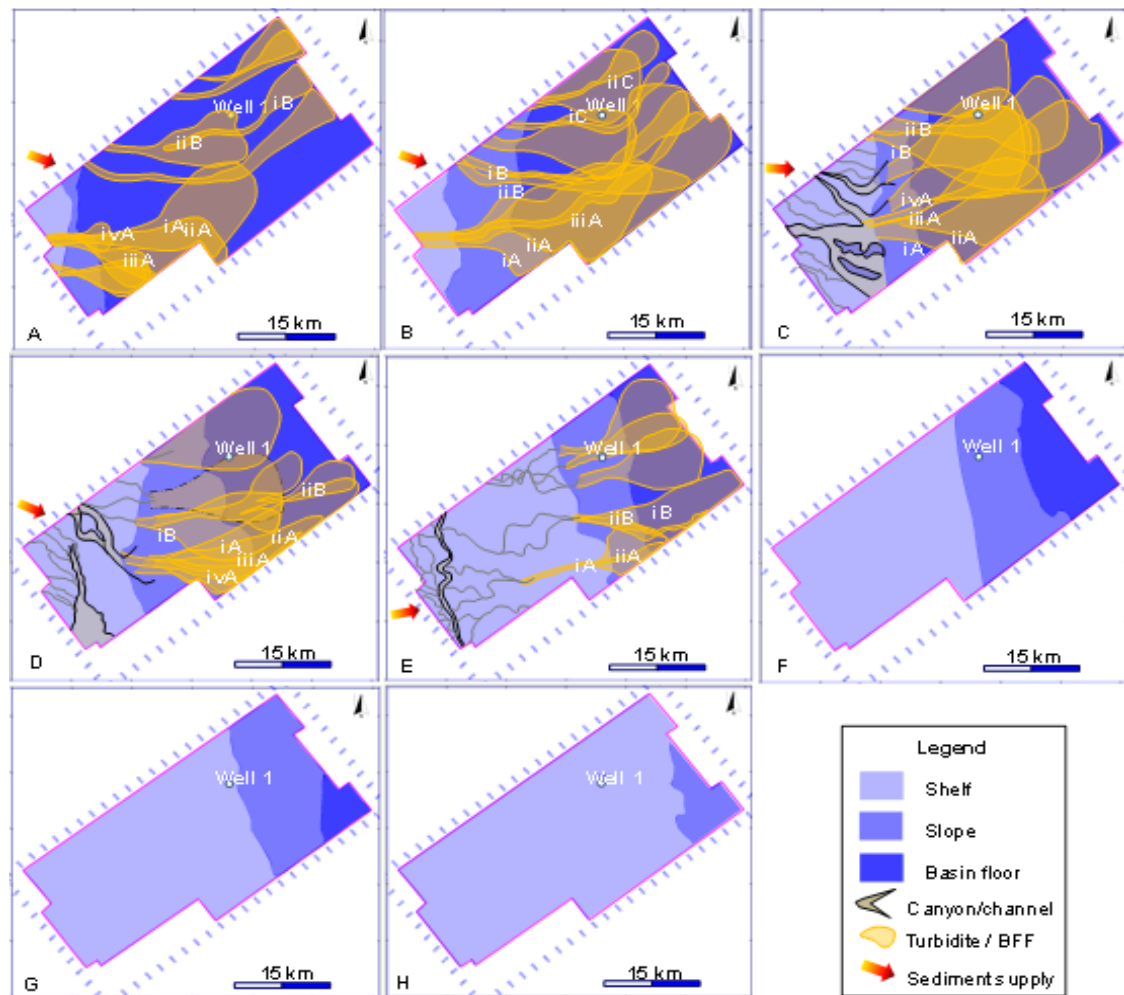 Well 1
iB
iiB
ivA
iA
iiA
iiiA
A
15 km
iiC
iC
Well 1
iB
iiB
iiiA
iiA
iA
B
15 km
Well 1
iiB
iB
ivA
iiiA
iiA
iA
C
15 km
Well 1
iiB
iB
iA
iiA
iiiA
ivA
D
15 km
Well 1
iiB
iB
iA
iiA
E
15 km
Well 1
F
15 km
Well 1
G
15 km
Well 1
H
15 km
Legend
Shelf
Slope
Basin floor
Canyon/channel
Turbidite / BFF
Sediments supply